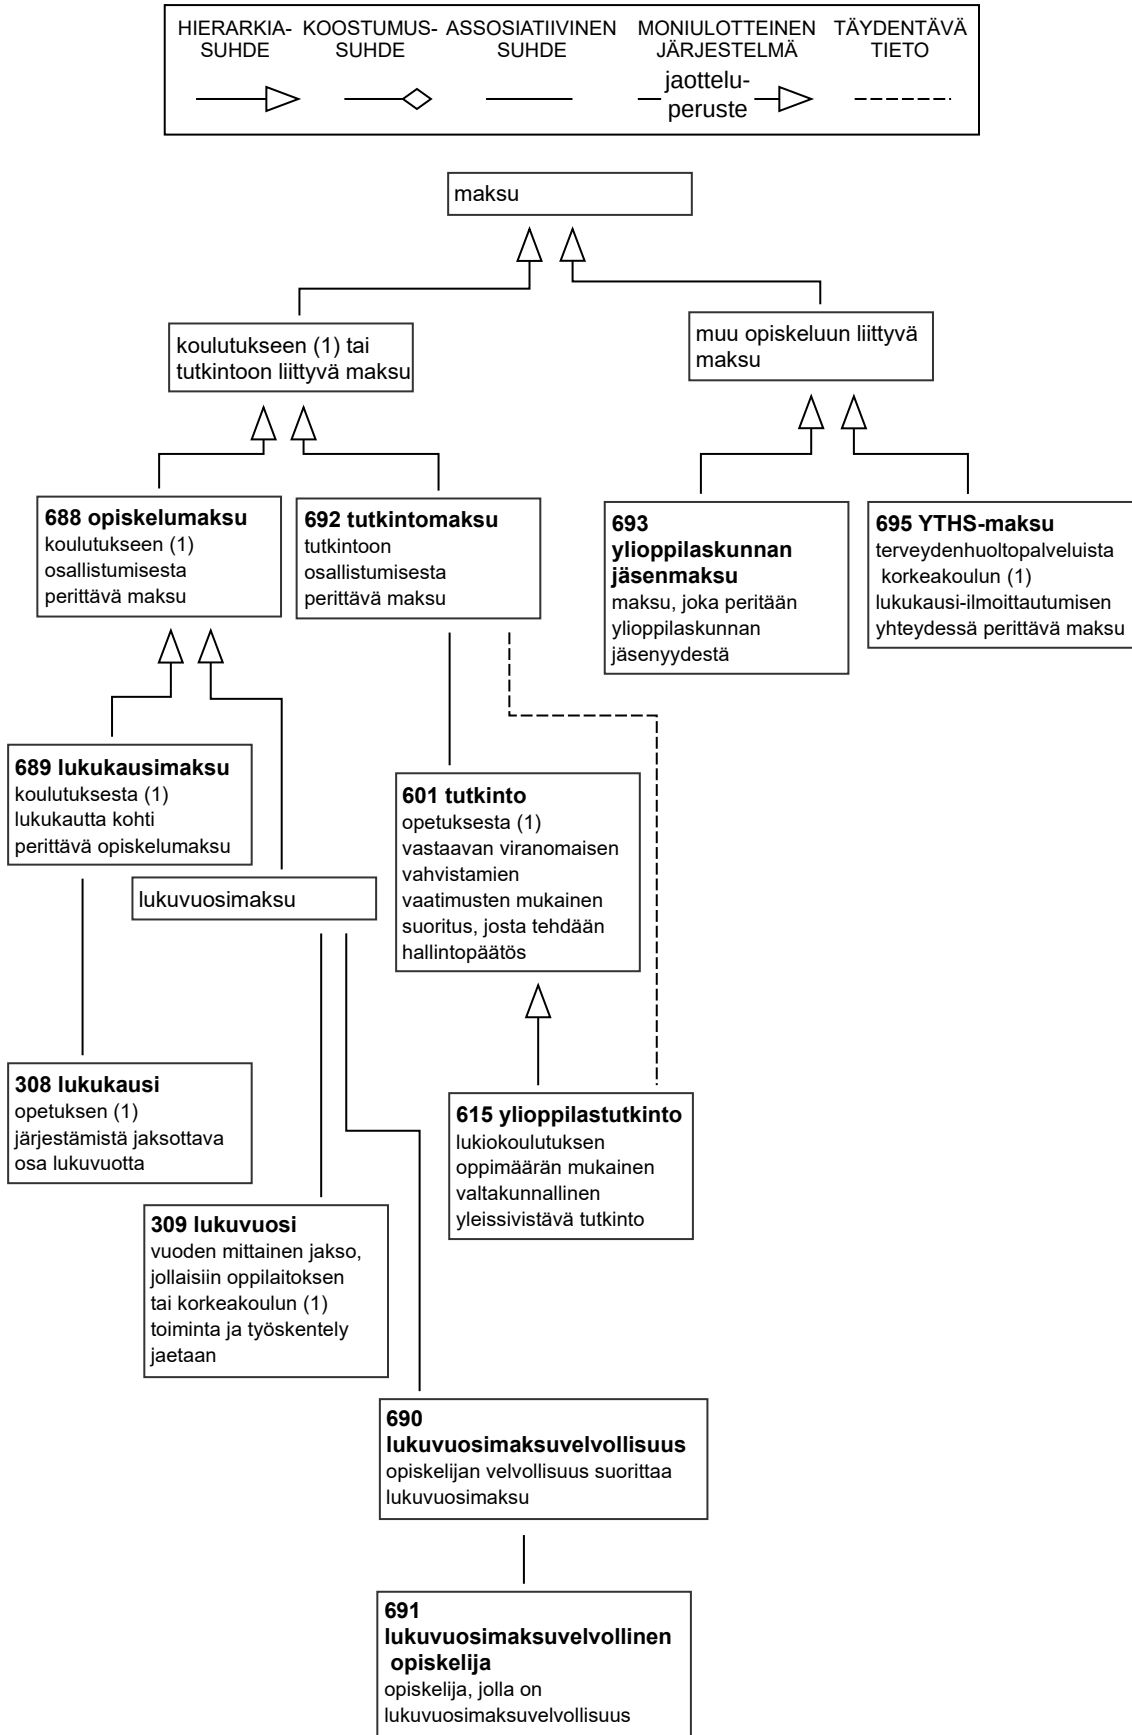 HIERARKIA-
SUHDE
KOOSTUMUS-
SUHDE
ASSOSIATIIVINEN
SUHDE
MONIULOTTEINEN
JÄRJESTELMÄ
jaottelu-
peruste
TÄYDENTÄVÄ
TIETO
maksu
koulutukseen (1) tai
tutkintoon liittyvä maksu
muu opiskeluun liittyvä
maksu
688 opiskelumaksu
koulutukseen (1)
osallistumisesta
perittävä maksu
692 tutkintomaksu
tutkintoon
osallistumisesta
perittävä maksu
693
ylioppilaskunnan
jäsenmaksu
maksu, joka peritään
ylioppilaskunnan
jäsenyydestä
695 YTHS-maksu
terveydenhuoltopalveluista
korkeakoulun (1)
lukukausi-ilmoittautumisen
yhteydessä perittävä maksu
689 lukukausimaksu
koulutuksesta (1)
lukukautta kohti
perittävä opiskelumaksu
lukuvuosimaksu
601 tutkinto
opetuksesta (1)
vastaavan viranomaisen
vahvistamien
vaatimusten mukainen
suoritus, josta tehdään
hallintopäätös
308 lukukausi
opetuksen (1)
järjestämistä jaksottava
osa lukuvuotta
615 ylioppilastutkinto
lukiokoulutuksen
oppimäärän mukainen
valtakunnallinen
yleissivistävä tutkinto
309 lukuvuosi
vuoden mittainen jakso,
jollaisiin oppilaitoksen
tai korkeakoulun (1)
toiminta ja työskentely
jaetaan
690
lukuvuosimaksuvelvollisuus
opiskelijan velvollisuus suorittaa
lukuvuosimaksu
691
lukuvuosimaksuvelvollinen
opiskelija
opiskelija, jolla on
lukuvuosimaksuvelvollisuus